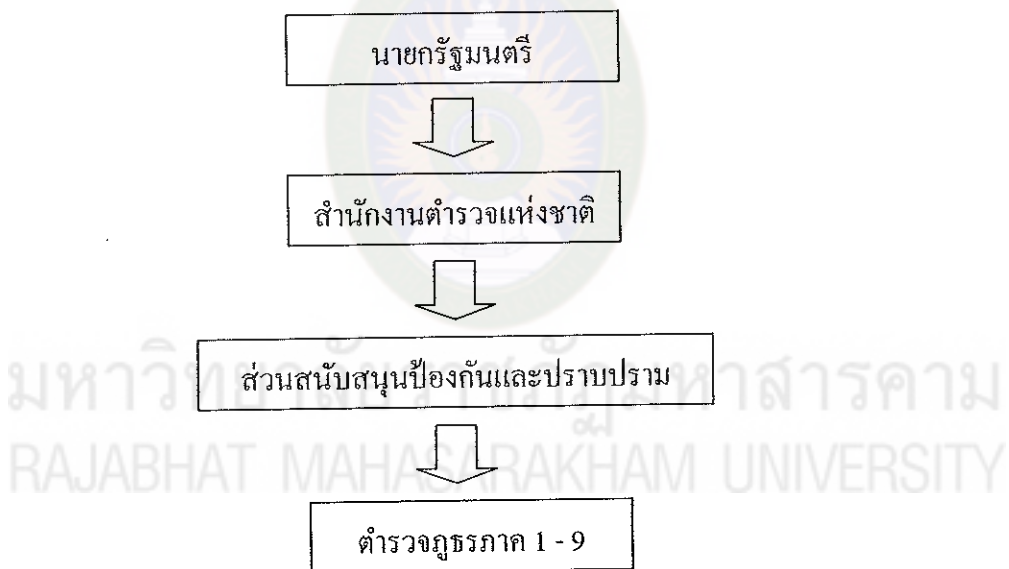 นายกรัฐมนตรี
สำนักงานตำรวจแห่งชาติ
ส่วนสนับสนุนป้องกันและปราบปราม
มหาวิทยาลัยราชภัฏมหาสารคาม
RAJABHAT MAHASARAKHAM UNIVERSITY
ตำรวจภูธรภาค 1 - 9